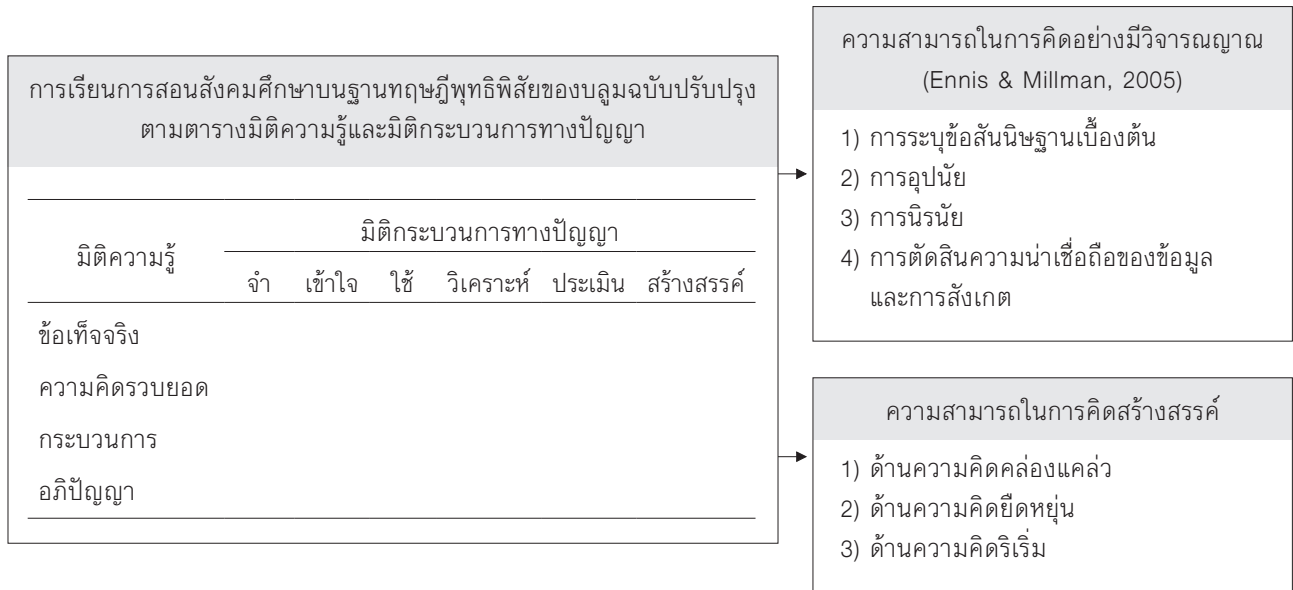 การเรียนการสอนสังคมศึกษาบนฐานทฤษฎีพุทธิพิสัยของบลูมฉบับปรับปรุง
ตามตารางมิติความรู้และมิติกระบวนการทางปัญญา
มิติความรู้
มิติกระบวนการทางปัญญา
จำ เข้าใจ ใช้ วิเคราะห์ ประเมิน สร้างสรรค์
ข้อเท็จจริง
ความคิดรวบยอด
กระบวนการ
อภิปัญญา
ความสามารถในการคิดอย่างมีวิจารณญาณ
(Ennis & Millman, 2005)
1) การระบุข้อสันนิษฐานเบื้องต้น
2) การอุปนัย
3) การนิรนัย
4) การตัดสินความน่าเชื่อถือของข้อมูล
และการสังเกต
ความสามารถในการคิดสร้างสรรค์
1) ด้านความคิดคล่องแคล่ว
2) ด้านความคิดยืดหยุ่น
3) ด้านความคิดริเริ่ม